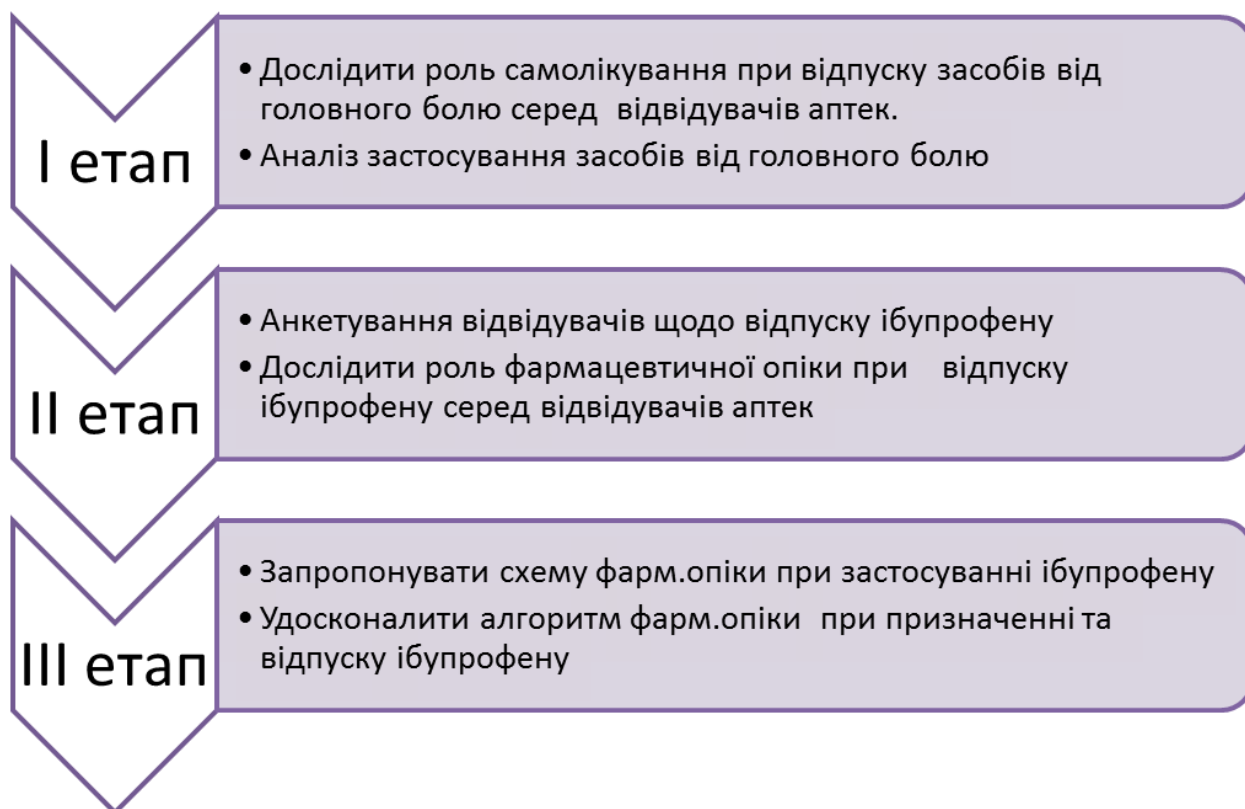 І етап
• Дослідити роль самолікування при відпуску засобів від
головного болю серед відвідувачів аптек.
• Аналіз застосування засобів від головного болю
ІІ етап
• Анкетування відвідувачів щодо відпуску ібупрофену
• Дослідити роль фармацевтичної опіки при відпуску
ібупрофену серед відвідувачів аптек
ІІІ етап
• Запропонувати схему фарм.опіки при застосуванні ібупрофену
• Удосконалити алгоритм фарм.опіки при призначенні та
відпуску ібупрофену